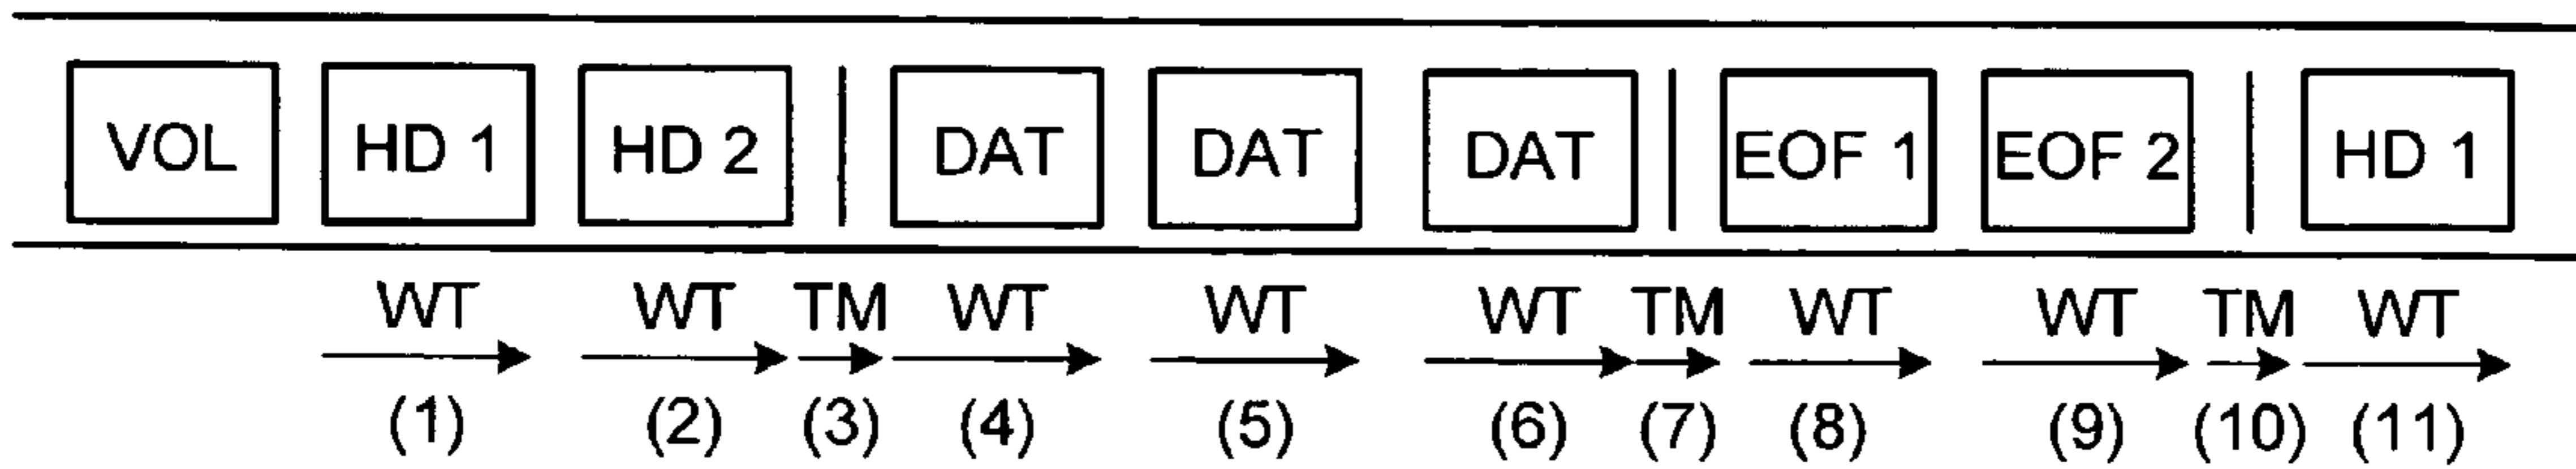 VOL HD 1 HD 2 DAT DAT DAT EOF 1 EOF 2 HD 1
WT WT TM WT WT WT TM WT WT TM WT
(1) (2) (3) (4) (5) (6) (7) (8) (9) (10) (11)